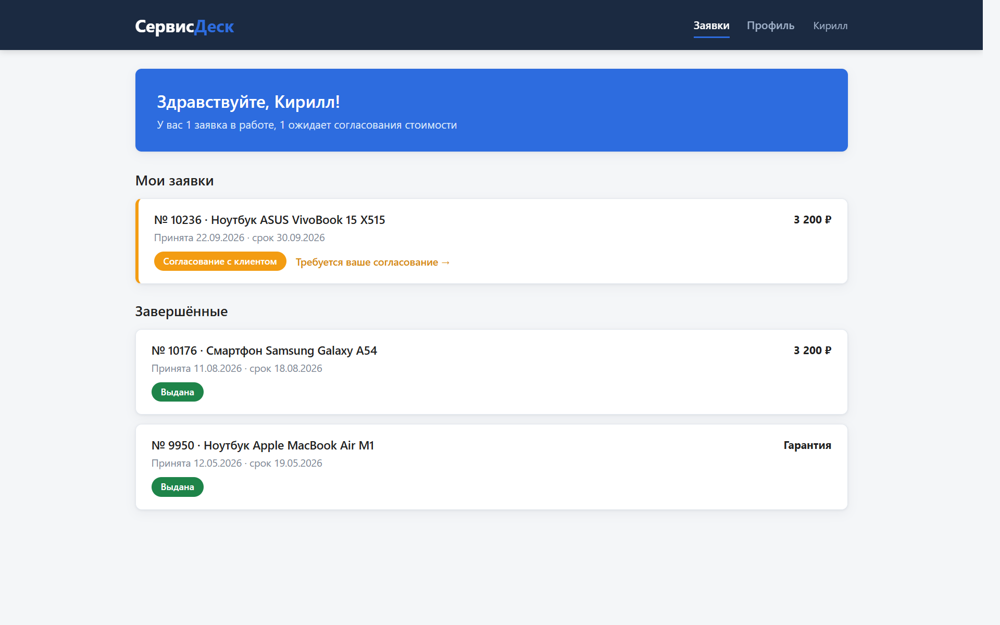 СервисДеск
Заявки Профиль Кирилл
Здравствуйте, Кирилл!
У вас 1 заявка в работе, 1 ожидает согласования стоимости
Мои заявки
№ 10236 · Ноутбук ASUS VivoBook 15 X515
3 200 ₽
Принята 22.09.2026 · срок 30.09.2026
Согласование с клиентом
Требуется ваше согласование →
Завершённые
№ 10176 · Смартфон Samsung Galaxy A54
3 200 ₽
Принята 11.08.2026 · срок 18.08.2026
Выдана
№ 9950 · Ноутбук Apple MacBook Air M1
Гарантия
Принята 12.05.2026 · срок 19.05.2026
Выдана